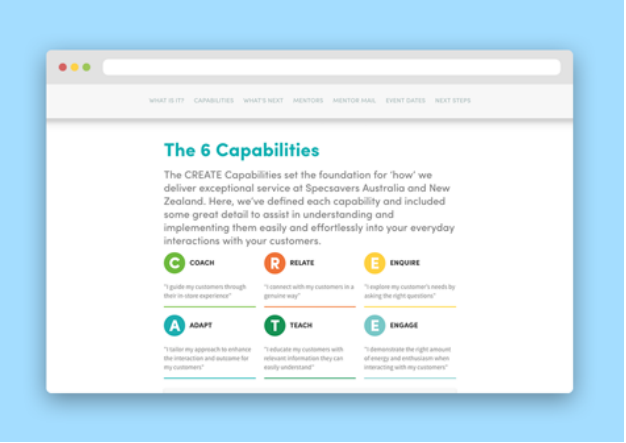 WHAT IS IT? CAPABILITIES WHAT'S NEXT MENTORS MENTOR MAIL EVENT DATES NEXT STEPS
The 6 Capabilities
The CREATE Capabilities set the foundation for 'how' we
deliver exceptional service at Specsavers Australia and New
Zealand. Here, we've defined each capability and included
some great detail to assist in understanding and
implementing them easily and effortlessly into your everyday
interactions with your customers.
C COACH
"I guide my customers through
their in-store experience"
R RELATE
"I connect with my customers in a
genuine way"
E ENQUIRE
"I explore my customer's needs by
asking the right questions"
A ADAPT
"I tailor my approach to enhance
the interaction and outcome for
my customers"
T TEACH
"I educate my customers with
relevant information they can
easily understand"
E ENGAGE
"I demonstrate the right amount
of energy and enthusiasm when
interacting with my customers"